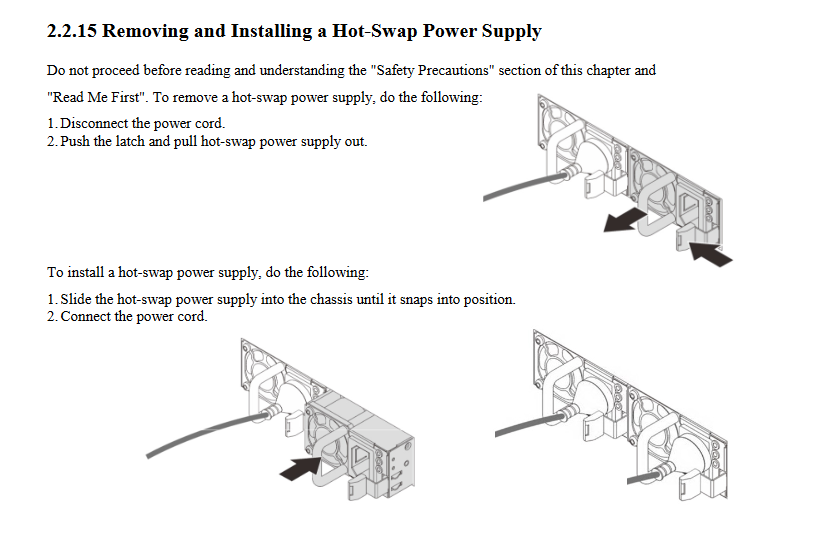 2.2.15 Removing and Installing a Hot-Swap Power Supply
Do not proceed before reading and understanding the "Safety Precautions" section of this chapter and
"Read Me First". To remove a hot-swap power supply, do the following:
1. Disconnect the power cord.
2. Push the latch and pull hot-swap power supply out.
To install a hot-swap power supply, do the following:
1. Slide the hot-swap power supply into the chassis until it snaps into position.
2. Connect the power cord.